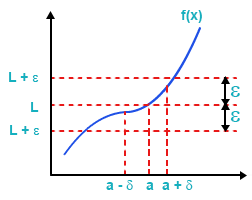 f(x)
L + ε
ε
L
ε
L + ε
a - δ a a + δ